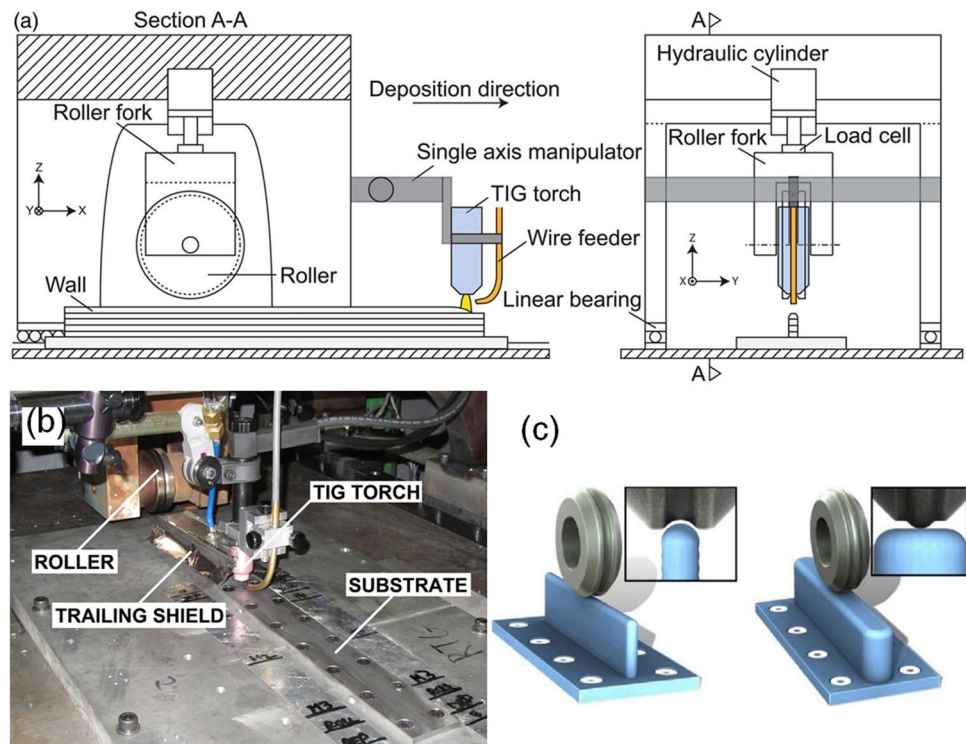 (a)
Section A-A
A
Hydraulic cylinder
Deposition direction
Roller fork
Roller fork
Load cell
Single axis manipulator
Z
Y
X
TIG torch
Wire feeder
Roller
Z
X
Y
Wall
Linear bearing
A
(b)
(c)
TIG TORCH
ROLLER
SUBSTRATE
TRAILING SHIELD